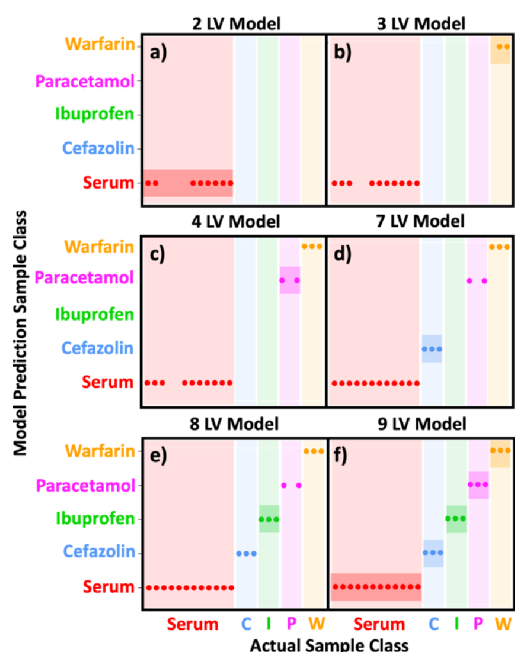 2 LV Model 3 LV Model
Warfarin
Paracetamol
Ibuprofen
Cefazolin
Serum
a) b)
4 LV Model 7 LV Model
Warfarin
Paracetamol
Ibuprofen
Cefazolin
Serum
c) d)
8 LV Model 9 LV Model
Warfarin
Paracetamol
Ibuprofen
Cefazolin
Serum
e) f)
Serum C I P W Serum C I P W
Actual Sample Class
Model Prediction Sample Class